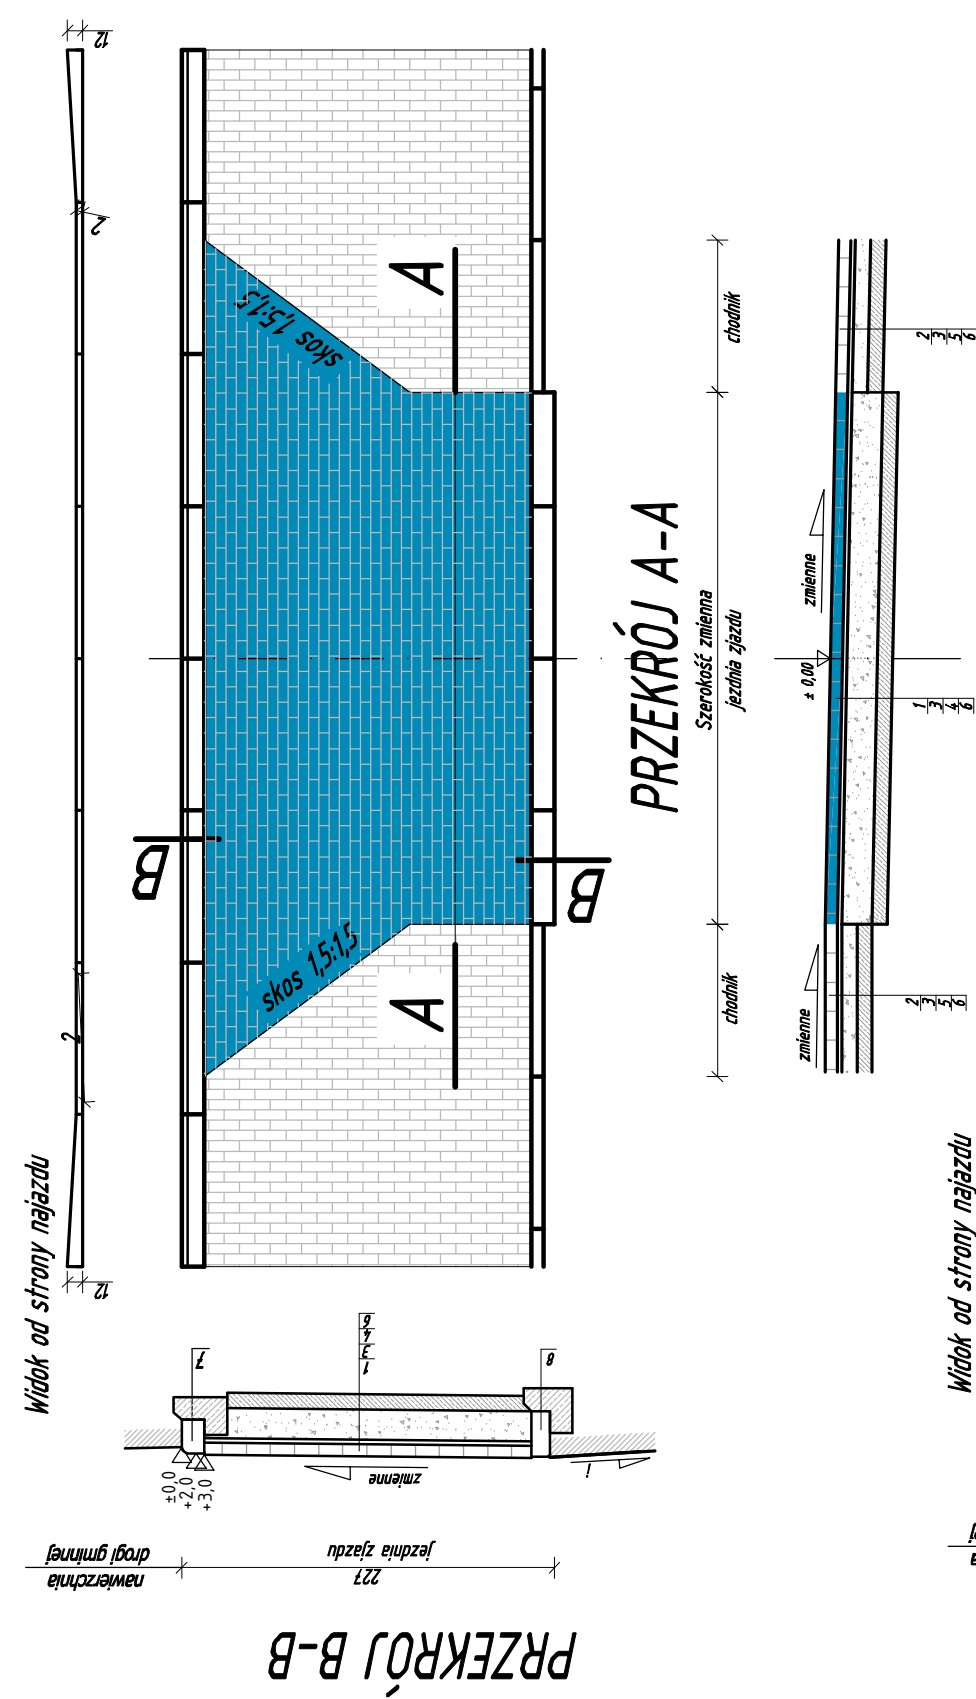 Widok od strony najazdu
12
2
2
12
skos 1,5:1,5
skos 1,5:1,5
A
A
B
B
PRZEKRÓJ A-A
Szerokość zmienna
jezdnia zjazdu
chodnik
chodnik
zmienne
zmienne
± 0,00
2
3
5
6
1
3
4
6
2
3
5
6
PRZEKRÓJ B-B
nawierzchnia
drogi gminnej
227
jezdnia zjazdu
±0,0
+2,0
+3,0
zmienne
i
7
1
3
4
6
8
Widok od strony najazdu